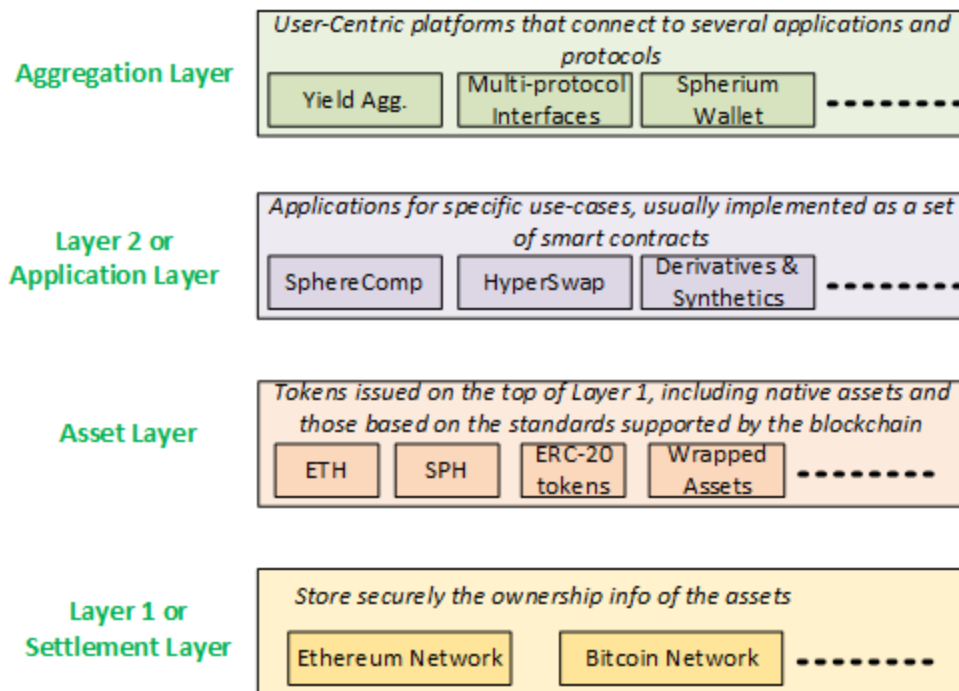 User-Centric platforms that connect to several applications and
protocols
Aggregation Layer
Yield Agg.
Multi-protocol
Interfaces
Spherium
Wallet
Applications for specific use-cases, usually implemented as a set
of smart contracts
Layer 2 or
Application Layer
SphereComp
HyperSwap
Derivatives &
Synthetics
Tokens issued on the top of Layer 1, including native assets and
those based on the standards supported by the blockchain
Asset Layer
ETH
SPH
ERC-20
tokens
Wrapped
Assets
Store securely the ownership info of the assets
Layer 1 or
Settlement Layer
Ethereum Network
Bitcoin Network